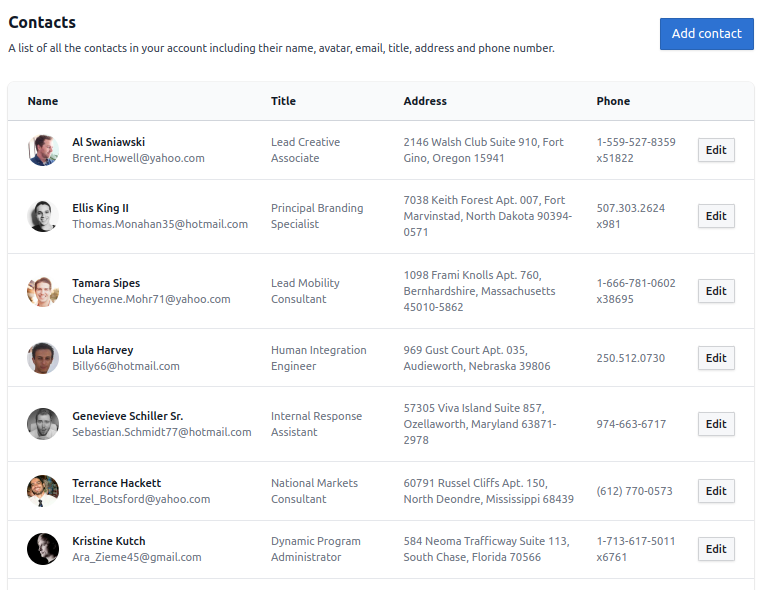 Contacts
Add contact
A list of all the contacts in your account including their name, avatar, email, title, address and phone number.
Name Title Address Phone
Al Swaniawski
Brent.Howell@yahoo.com
Lead Creative
Associate
2146 Walsh Club Suite 910, Fort
Gino, Oregon 15941
1-559-527-8359
x51822
Edit
Ellis King II
Thomas.Monahan35@hotmail.com
Principal Branding
Specialist
7038 Keith Forest Apt. 007, Fort
Marvinstad, North Dakota 90394-
0571
507.303.2624
x981
Edit
Tamara Sipes
Cheyenne.Mohr71@yahoo.com
Lead Mobility
Consultant
1098 Frami Knolls Apt. 760,
Bernhardshire, Massachusetts
45010-5862
1-666-781-0602
x38695
Edit
Lula Harvey
Billy66@hotmail.com
Human Integration
Engineer
969 Gust Court Apt. 035,
Audieworth, Nebraska 39806
250.512.0730
Edit
Genevieve Schiller Sr.
Sebastian.Schmidt77@hotmail.com
Internal Response
Assistant
57305 Viva Island Suite 857,
Ozellaworth, Maryland 63871-
2978
974-663-6717
Edit
Terrance Hackett
Itzel_Botsford@yahoo.com
National Markets
Consultant
60791 Russel Cliffs Apt. 150,
North Deondre, Mississippi 68439
(612) 770-0573
Edit
Kristine Kutch
Ara_Zieme45@gmail.com
Dynamic Program
Administrator
584 Neoma Trafficway Suite 113,
South Chase, Florida 70566
1-713-617-5011
x6761
Edit